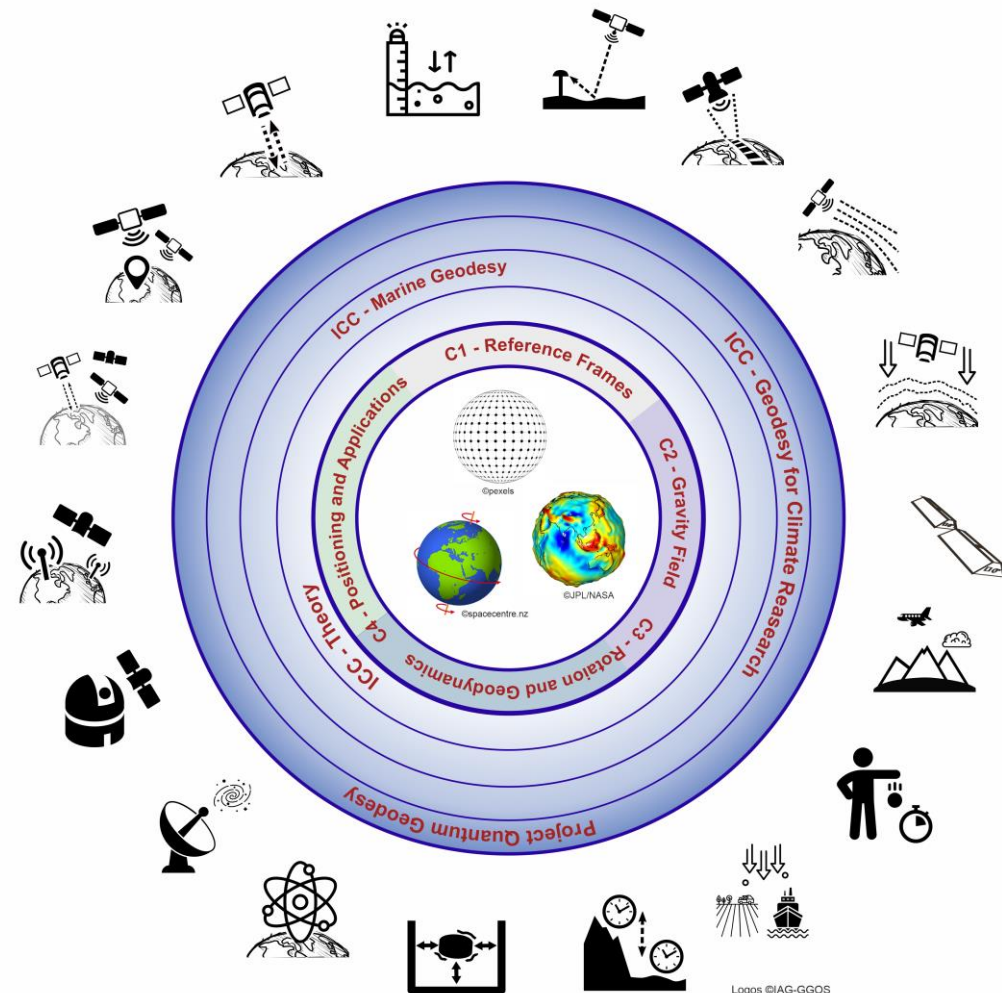 ICC - Marine Geodesy
ICC - Geodesy for Climate Reasearch
C1 - Reference Frames
C2 - Gravity Field
C3 - Rotaion and Geodynamics
C4 - Positioning and Applications
ICC - Theory
Project Quantum Geodesy
©pexels
©JPL/NASA
©spacecentre.nz
Logos ©IAG-GGOS